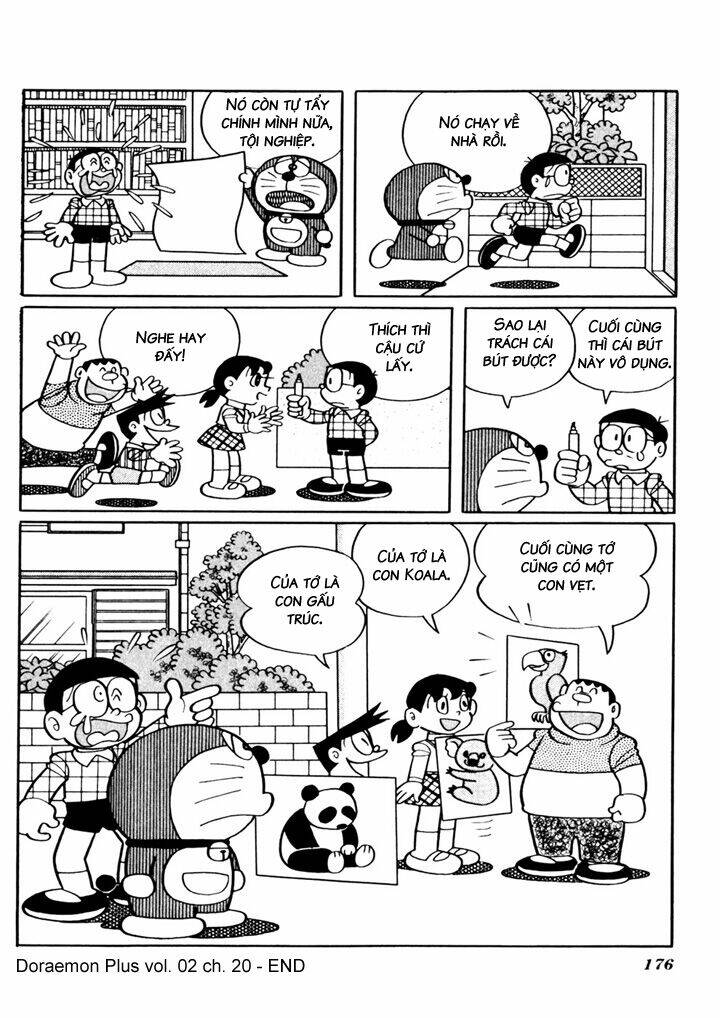 NÓ CÒN TỰ TẨY
CHÍNH MÌNH NỮA,
TỘI NGHIỆP.
NÓ CHẠY VỀ
NHÀ RỒI.
NGHE HAY
ĐẤY!
THÍCH THÌ
CẬU CỨ
LẤY.
SAO LẠI
TRÁCH CÁI
BÚT ĐƯỢC?
CUỐI CÙNG
THÌ CÁI BÚT
NÀY VÔ DỤNG.
CỦA TỚ LÀ
CON GẤU
TRÚC.
CỦA TỚ LÀ
CON KOALA.
CUỐI CÙNG TỚ
CŨNG CÓ MỘT
CON VẸT.
Doraemon Plus vol. 02 ch. 20 - END
176